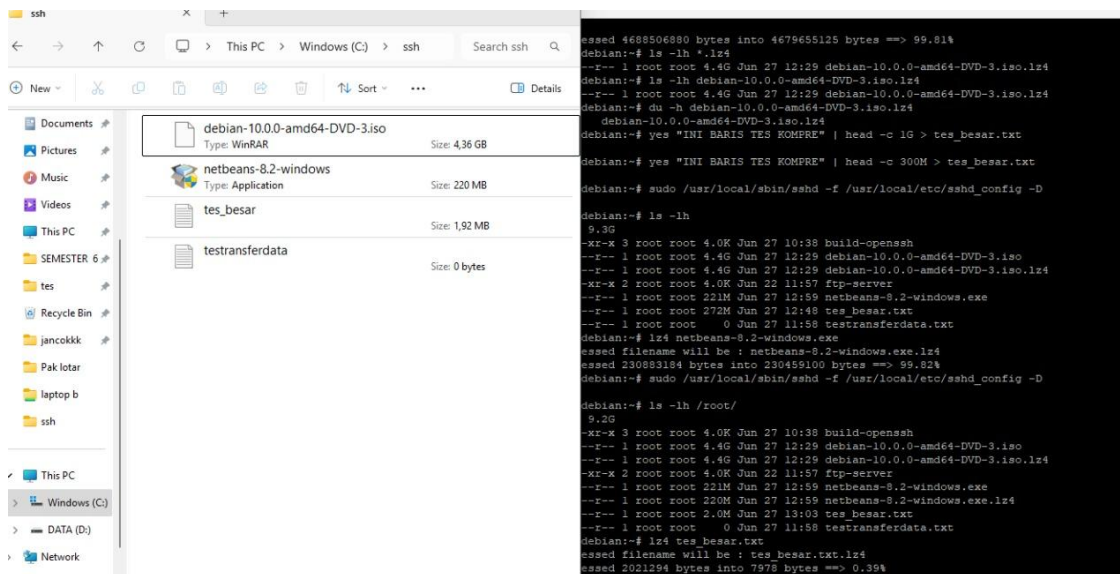 ssh
This PC > Windows (C:) > ssh
Search ssh
New
Sort
Details
Documents
Pictures
Music
Videos
This PC
SEMESTER 6
tes
Recycle Bin
jancokkk
Pak lotar
laptop b
ssh
This PC
Windows (C:)
DATA (D:)
Network
debian-10.0.0-amd64-DVD-3.iso
Type: WinRAR
Size: 4,36 GB
netbeans-8.2-windows
Type: Application
Size: 220 MB
tes_besar
Size: 1,92 MB
testransferdata
Size: 0 bytes
essed 4688506880 bytes into 4679655125 bytes ==> 99.81%
debian:~# ls -lh *.lz4
--r-- 1 root root 4.4G Jun 27 12:29 debian-10.0.0-amd64-DVD-3.iso.lz4
debian:~# ls -lh debian-10.0.0-amd64-DVD-3.iso.lz4
--r-- 1 root root 4.4G Jun 27 12:29 debian-10.0.0-amd64-DVD-3.iso.lz4
debian:~# du -h debian-10.0.0-amd64-DVD-3.iso.lz4
debian-10.0.0-amd64-DVD-3.iso.lz4
debian:~# yes "INI BARIS TES KOMPRE" | head -c 1G > tes_besar.txt
debian:~# yes "INI BARIS TES KOMPRE" | head -c 300M > tes_besar.txt
debian:~# sudo /usr/local/sbin/sshd -f /usr/local/etc/sshd_config -D
debian:~# ls -lh
9.3G
-xr-x 3 root root 4.0K Jun 27 10:38 build-openssh
--r-- 1 root root 4.4G Jun 27 12:29 debian-10.0.0-amd64-DVD-3.iso
--r-- 1 root root 4.4G Jun 27 12:29 debian-10.0.0-amd64-DVD-3.iso.lz4
-xr-x 2 root root 4.0K Jun 22 11:57 ftp-server
--r-- 1 root root 221M Jun 27 12:59 netbeans-8.2-windows.exe
--r-- 1 root root 272M Jun 27 12:48 tes_besar.txt
--r-- 1 root root 0 Jun 27 11:58 testransferdata.txt
debian:~# lz4 netbeans-8.2-windows.exe
essed filename will be : netbeans-8.2-windows.exe.lz4
essed 230883184 bytes into 230459100 bytes ==> 99.82%
debian:~# sudo /usr/local/sbin/sshd -f /usr/local/etc/sshd_config -D
debian:~# ls -lh /root/
9.2G
-xr-x 3 root root 4.0K Jun 27 10:38 build-openssh
--r-- 1 root root 4.4G Jun 27 12:29 debian-10.0.0-amd64-DVD-3.iso
--r-- 1 root root 4.4G Jun 27 12:29 debian-10.0.0-amd64-DVD-3.iso.lz4
-xr-x 2 root root 4.0K Jun 22 11:57 ftp-server
--r-- 1 root root 221M Jun 27 12:59 netbeans-8.2-windows.exe
--r-- 1 root root 220M Jun 27 12:59 netbeans-8.2-windows.exe.lz4
--r-- 1 root root 2.0M Jun 27 13:03 tes_besar.txt
--r-- 1 root root 0 Jun 27 11:58 testransferdata.txt
debian:~# lz4 tes_besar.txt
essed filename will be : tes_besar.txt.lz4
essed 2021294 bytes into 7978 bytes ==> 0.39%